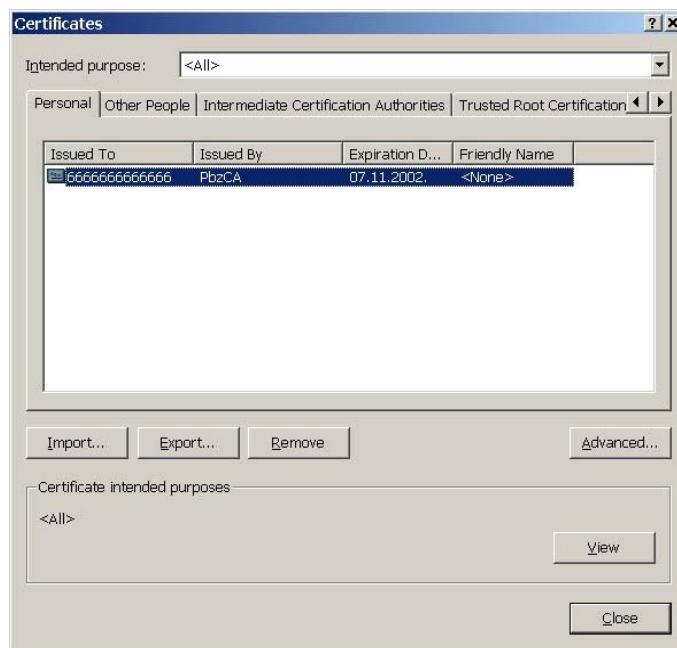 Certificates
Intended purpose: <All>
Personal Other People Intermediate Certification Authorities Trusted Root Certification
Issued To Issued By Expiration D... Friendly Name
6666666666666 PbzCA 07.11.2002. <None>
Import... Export... Remove Advanced...
Certificate intended purposes
<All>
View
Close